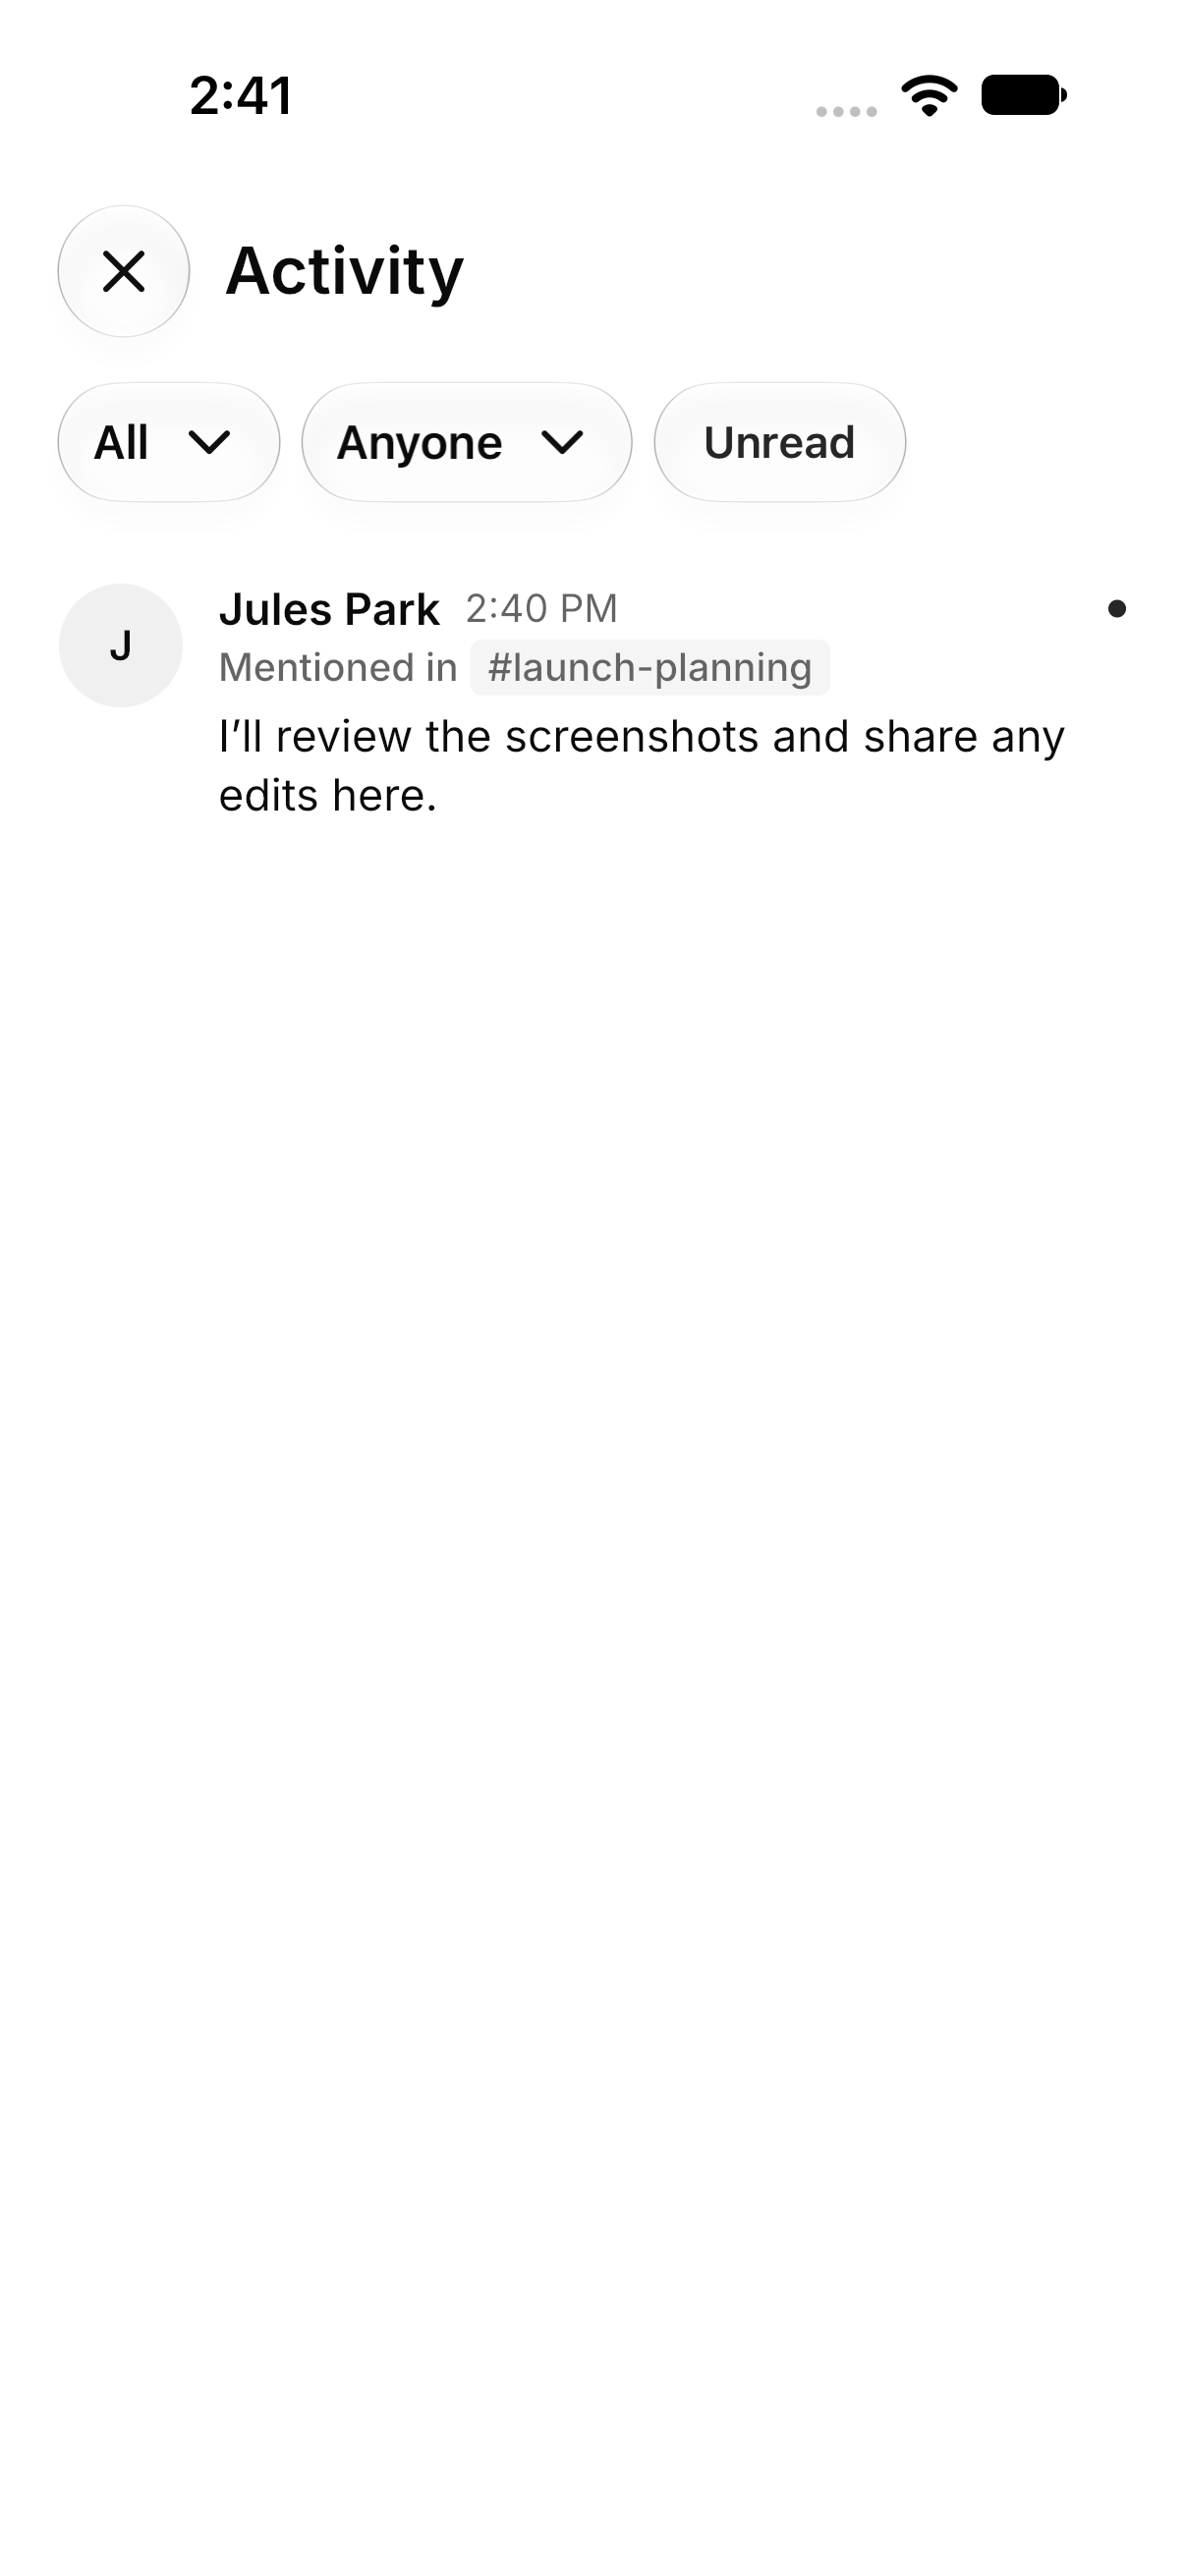 2:41
Activity
All
Anyone
Unread
J
Jules Park 2:40 PM
Mentioned in #launch-planning
I’ll review the screenshots and share any
edits here.